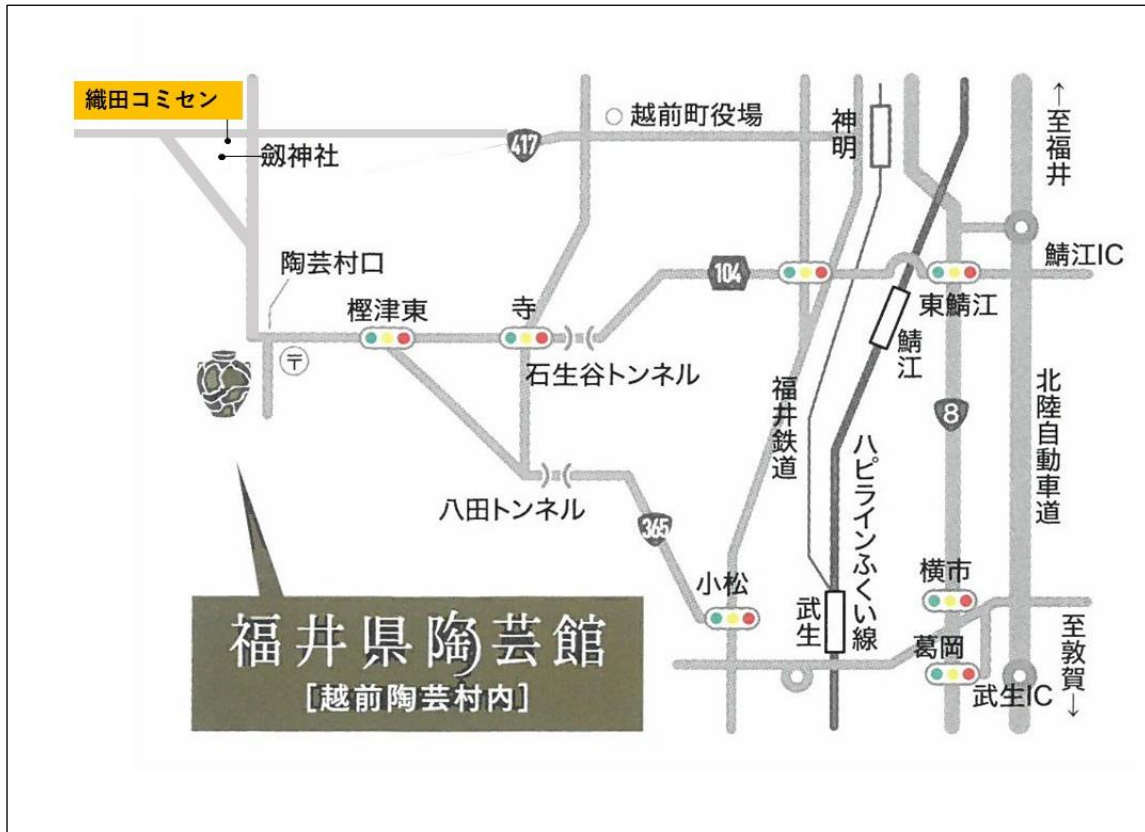 織田コミセン
劔神社
417
越前町役場
神明
↑至福井
陶芸村口
〒
樫津東
寺
石生谷トンネル
104
東鯖江
鯖江IC
鯖江
福井鉄道
ハピラインふくい線
8
北陸自動車道
八田トンネル
365
小松
武生
横市
葛岡
武生IC
至敦賀↓
福井県陶芸館
[越前陶芸村内]